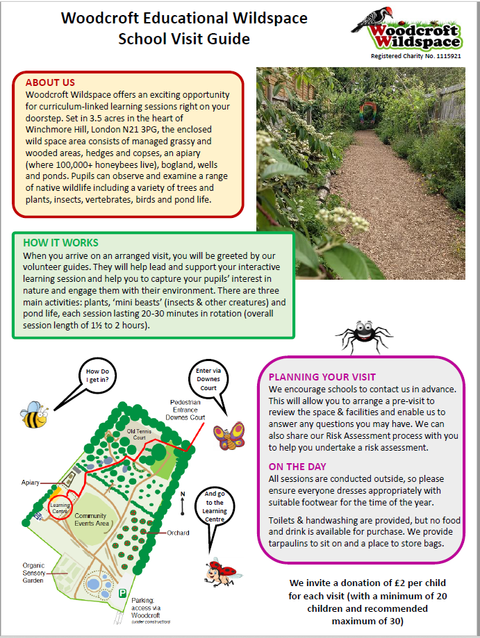 Woodcroft Educational Wildspace
School Visit Guide
Woodcroft
Wildspace
Registered Charity No. 1115921
ABOUT US
Woodcroft Wildspace offers an exciting opportunity
for curriculum-linked learning sessions right on your
doorstep. Set in 3.5 acres in the heart of
Winchmore Hill, London N21 3PG, the enclosed
wild space area consists of managed grassy and
wooded areas, hedges and copses, an apiary
(where 100,000+ honeybees live), bogland, wells
and ponds. Pupils can observe and examine a range
of native wildlife including a variety of trees and
plants, insects, vertebrates, birds and pond life.
HOW IT WORKS
When you arrive on an arranged visit, you will be greeted by our
volunteer guides. They will help lead and support your interactive
learning session and help you to capture your pupils' interest in
nature and engage them with their environment. There are three
main activities: plants, 'mini beasts' (insects & other creatures) and
pond life, each session lasting 20-30 minutes in rotation (overall
session length of 1½ to 2 hours).
How Do
I get in?
Enter via
Downes
Court
Pedestrian
Entrance
Downes Court
Old Tennis
Court
Apiary
Learning
Centre
Community
Events Area
N
And go to
the
Learning
Centre
Orchard
Organic
Sensory
Garden
P
Parking
access via
Woodcroft
under construction
PLANNING YOUR VISIT
We encourage schools to contact us in advance.
This will allow you to arrange a pre-visit to
review the space & facilities and enable us to
answer any questions you may have. We can
also share our Risk Assessment process with you
to help you undertake a risk assessment.
ON THE DAY
All sessions are conducted outside, so please
ensure everyone dresses appropriately with
suitable footwear for the time of the year.
Toilets & handwashing are provided, but no food
and drink is available for purchase. We provide
tarpaulins to sit on and a place to store bags.
We invite a donation of £2 per child
for each visit (with a minimum of 20
children and recommended
maximum of 30)